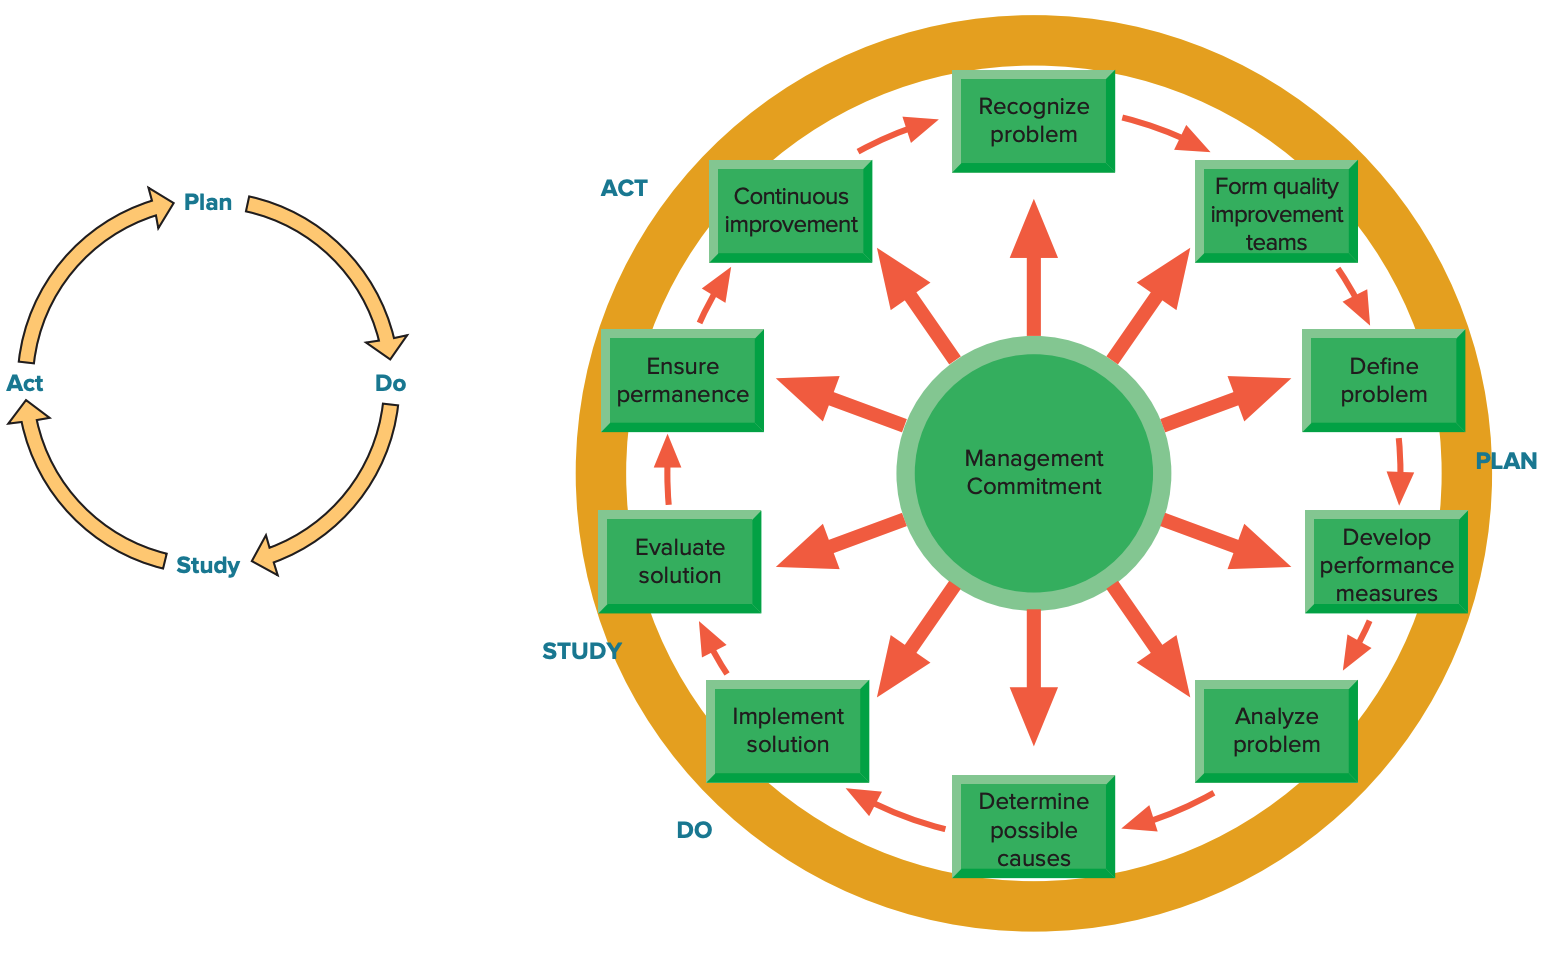 Plan
Do
Study
Act
Recognize
problem
Form quality
improvement
teams
Define
problem
PLAN
Develop
performance
measures
Analyze
problem
Determine
possible
causes
DO
Implement
solution
STUDY
Evaluate
solution
Ensure
permanence
ACT
Continuous
improvement
Management
Commitment